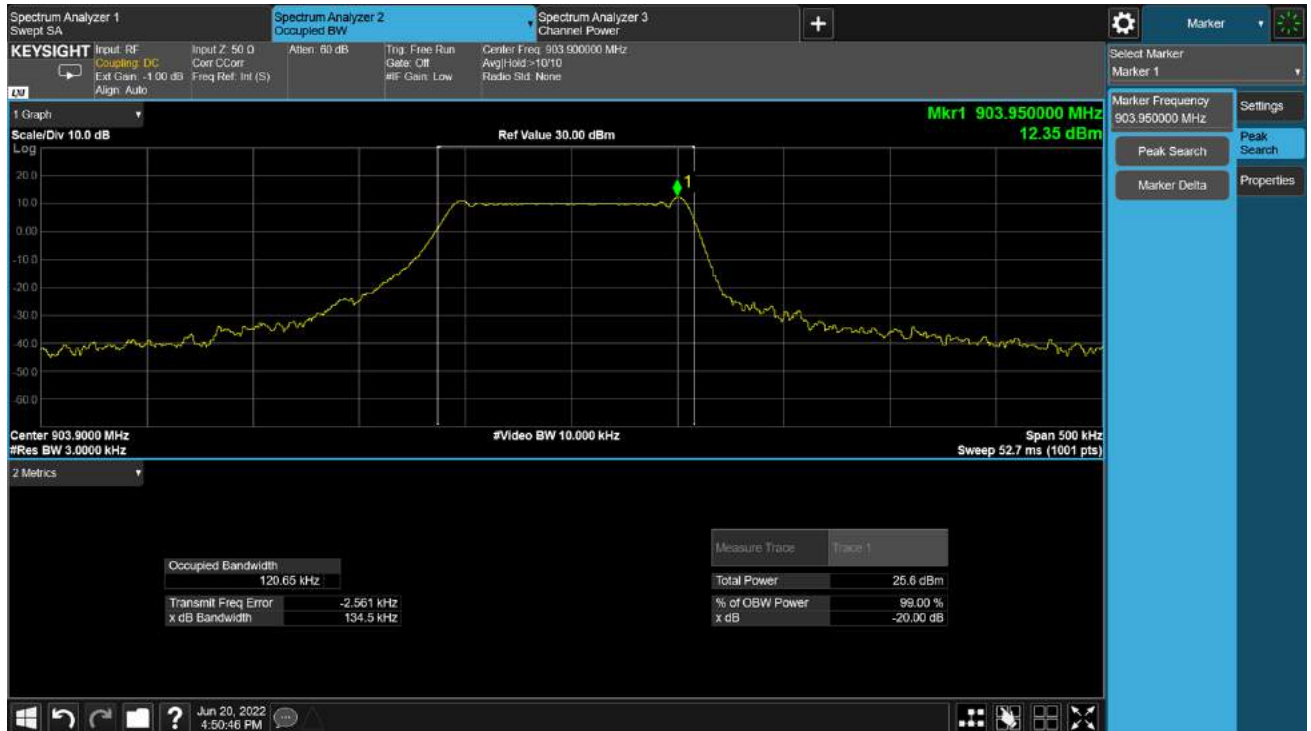 Spectrum Analyzer 1
Swept SA
Spectrum Analyzer 2
Occupied BW
Spectrum Analyzer 3
Channel Power
+
Marker
KEYSIGHT
Input: RF
Coupling: DC
Ext Gain: -1.00 dB
Align: Auto
Input Z: 50 Ω
Corr CCorr
Freq Ref: Int (S)
Atten: 60 dB
Trig: Free Run
Gate: Off
#IF Gain: Low
Center Freq: 903.900000 MHz
Avg|Hold:>10/10
Radio Std: None
LXI
Select Marker
Marker 1
Marker Frequency
903.950000 MHz
Peak Search
Marker Delta
Settings
Peak
Search
Properties
1 Graph
Scale/Div 10.0 dB
Log
Ref Value 30.00 dBm
Mkr1 903.950000 MHz
12.35 dBm
1
20.0
10.0
0.00
-10.0
-20.0
-30.0
-40.0
-50.0
-60.0
Center 903.9000 MHz
#Res BW 3.0000 kHz
#Video BW 10.000 kHz
Span 500 kHz
Sweep 52.7 ms (1001 pts)
2 Metrics
Measure Trace Trace 1
Occupied Bandwidth
120.65 kHz
Total Power 25.6 dBm
Transmit Freq Error -2.561 kHz
% of OBW Power 99.00 %
x dB Bandwidth 134.5 kHz
x dB -20.00 dB
?
Jun 20, 2022
4:50:46 PM